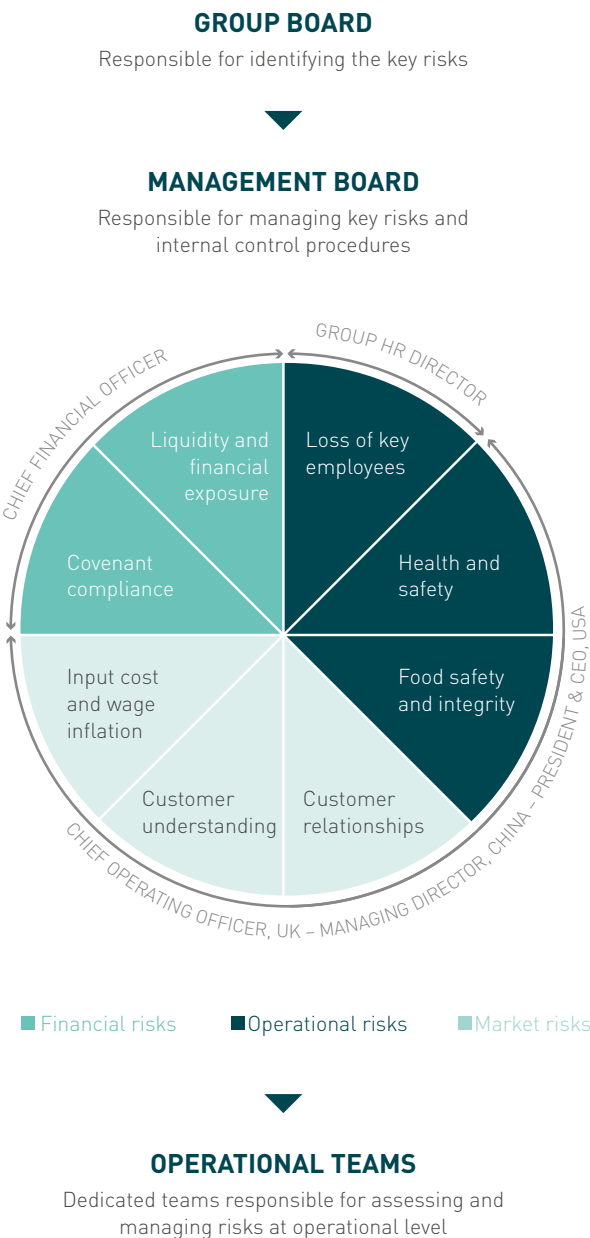 GROUP BOARD
Responsible for identifying the key risks
MANAGEMENT BOARD
Responsible for managing key risks and
internal control procedures
CHIEF FINANCIAL OFFICER
GROUP HR DIRECTOR
Liquidity and
financial
exposure
Loss of key
employees
Covenant
compliance
Health and
safety
Input cost
and wage
inflation
Food safety
and integrity
Customer
understanding
Customer
relationships
CHIEF OPERATING OFFICER, UK – MANAGING DIRECTOR, CHINA – PRESIDENT & CEO, USA
Financial risks
Operational risks
Market risks
OPERATIONAL TEAMS
Dedicated teams responsible for assessing and
managing risks at operational level